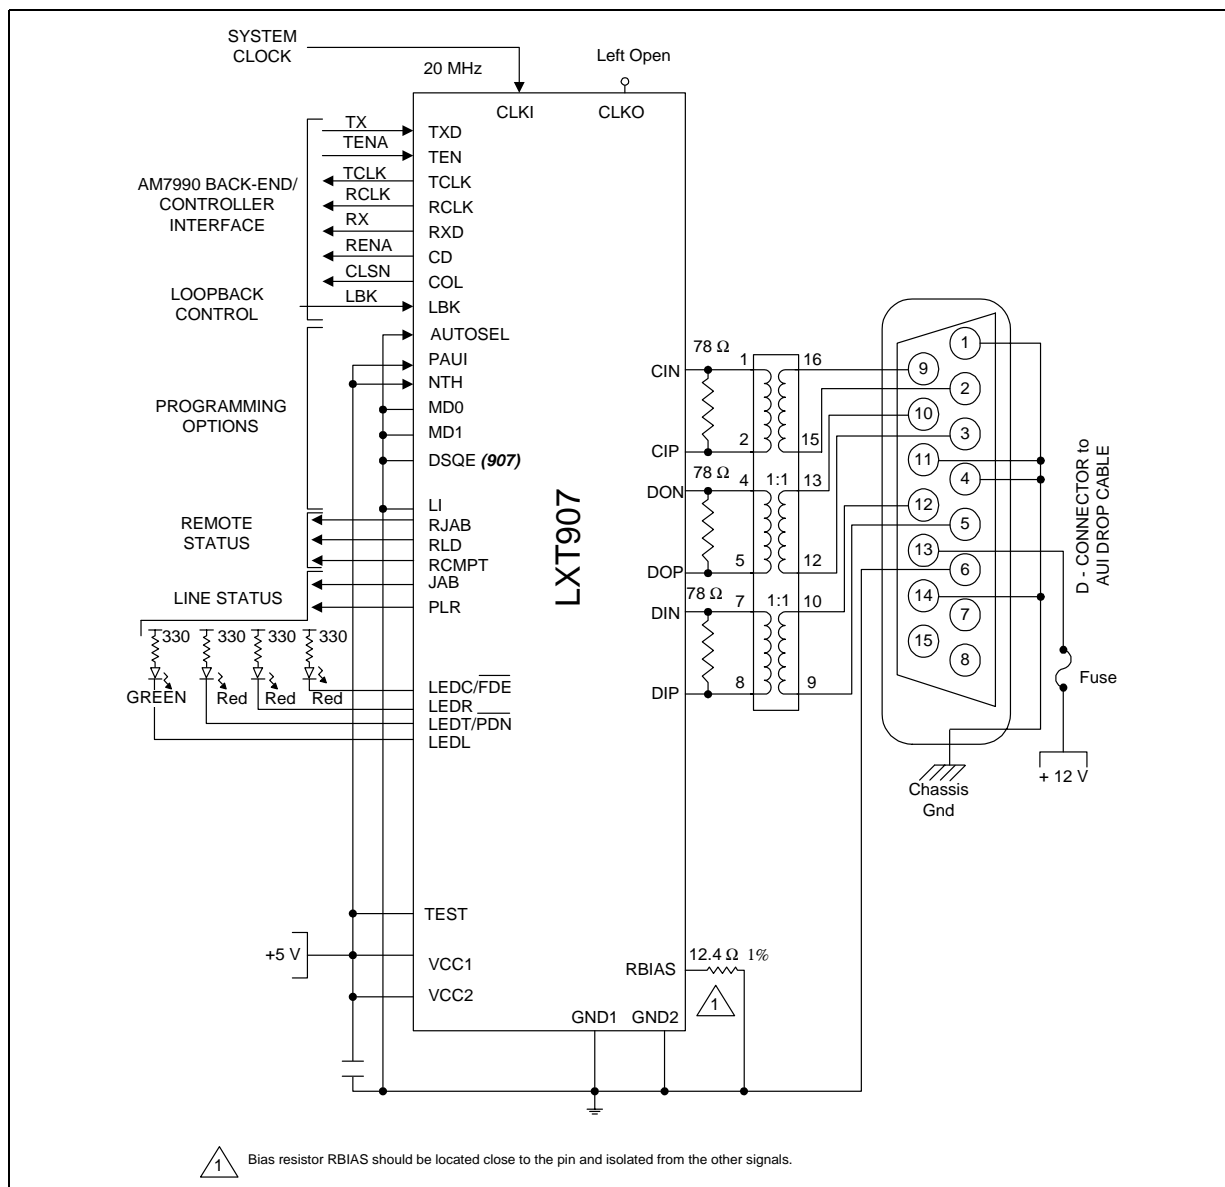 SYSTEM
CLOCK
20 MHz
Left Open
CLKI
CLKO
TX
TXD
TENA
TEN
TCLK
TCLK
AM7990 BACK-END/
CONTROLLER
INTERFACE
RCLK
RCLK
RX
RXD
RENA
CD
CLSN
COL
LOOPBACK
CONTROL
LBK
LBK
AUTOSEL
PAUI
NTH
PROGRAMMING
OPTIONS
MD0
MD1
DSQE (907)
LI
REMOTE
STATUS
RJAB
RLD
RCMPT
LINE STATUS
JAB
PLR
330
330
330
330
GREEN
Red
Red
Red
LEDC/FDE
LEDR
LEDT/PDN
LEDL
LXT907
CIN
78 Ω
1
16
CIP
2
15
DON
78 Ω
4
1:1
13
DOP
5
12
DIN
78 Ω
7
1:1
10
DIP
8
9
1
9
2
10
3
11
4
12
5
13
6
14
7
15
8
D - CONNECTOR to
AUI DROP CABLE
Fuse
+ 12 V
Chassis
Gnd
TEST
+5 V
VCC1
VCC2
RBIAS
12.4 Ω 1%
1
GND1
GND2
1
Bias resistor RBIAS should be located close to the pin and isolated from the other signals.